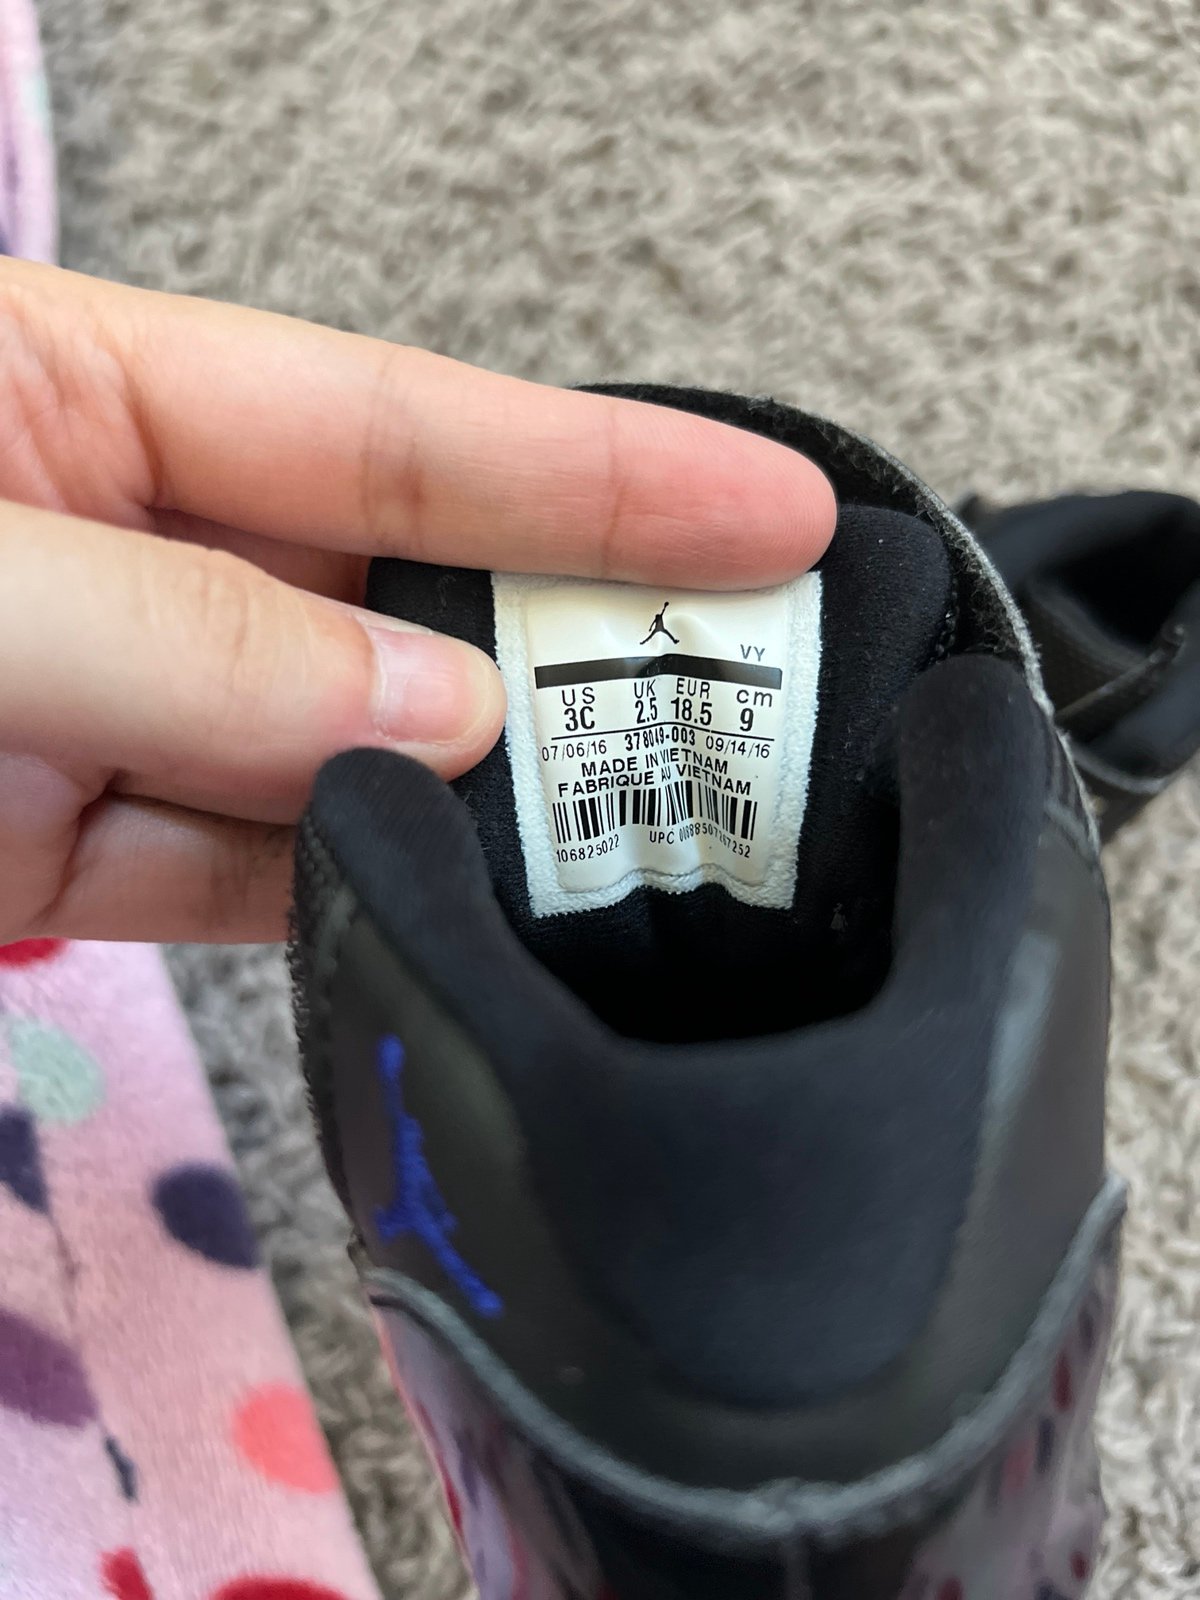 VY
US UK EUR cm
3C 2.5 18.5 9
07/06/16 378049-003 09/14/16
MADE IN VIETNAM
FABRIQUE AU VIETNAM
106825022 UPC